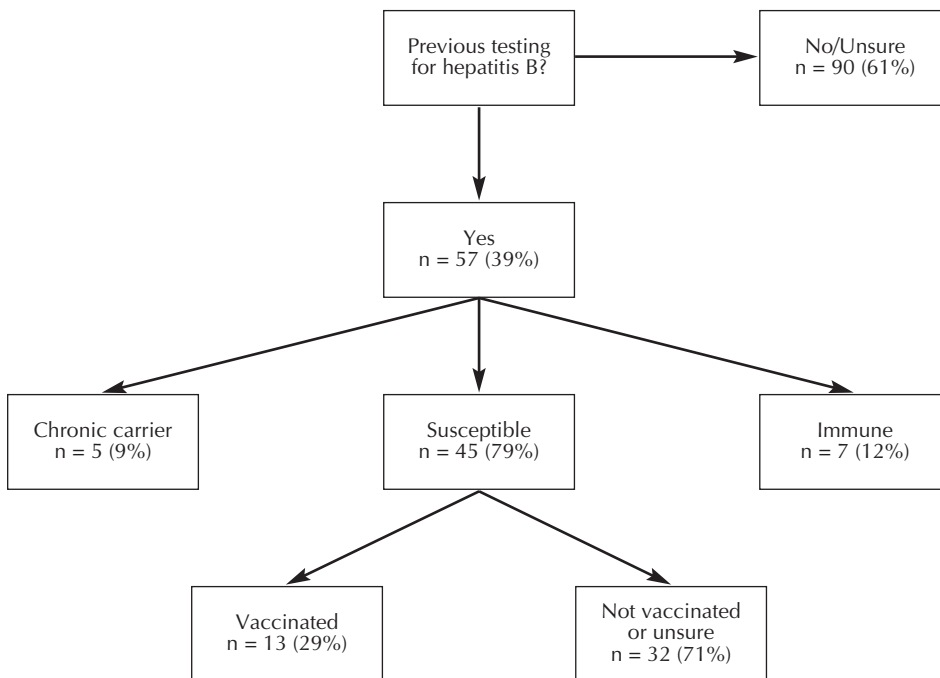 Previous testing
for hepatitis B?
No/Unsure
n = 90 (61%)
Yes
n = 57 (39%)
Chronic carrier
n = 5 (9%)
Susceptible
n = 45 (79%)
Immune
n = 7 (12%)
Vaccinated
n = 13 (29%)
Not vaccinated
or unsure
n = 32 (71%)